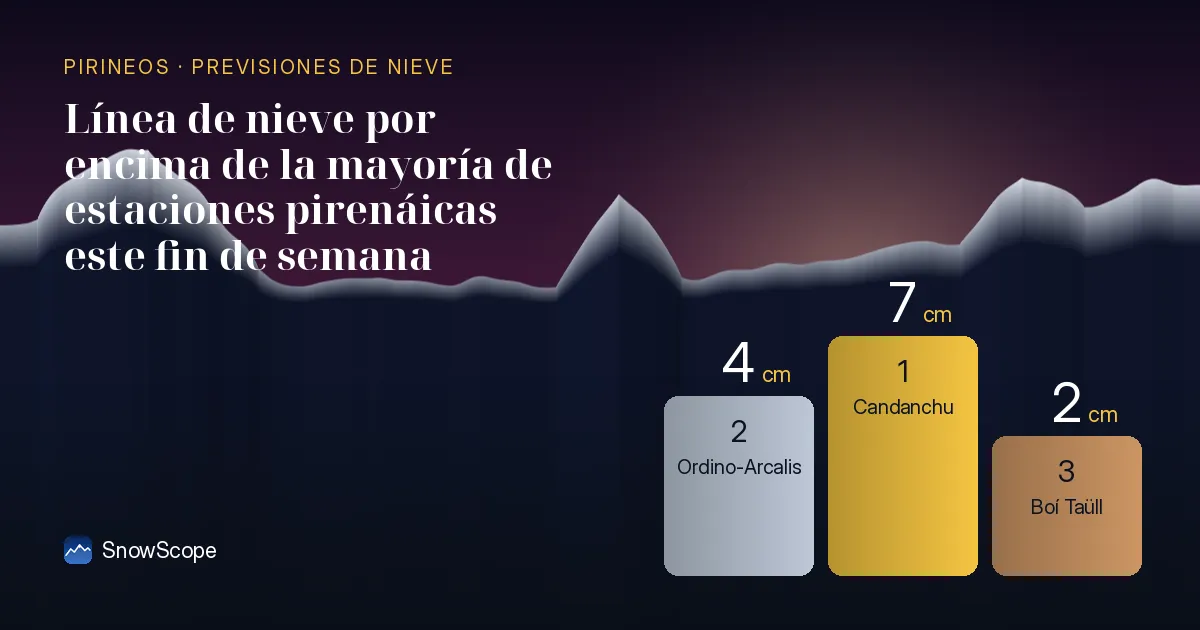 PIRINEOS · PREVISIONES DE NIEVE
Línea de nieve por
encima de la mayoría de
estaciones pirenáicas
este fin de semana
7 cm
1
Candanchu
4 cm
2
Ordino-Arcalis
2 cm
3
Boí Taüll
SnowScope